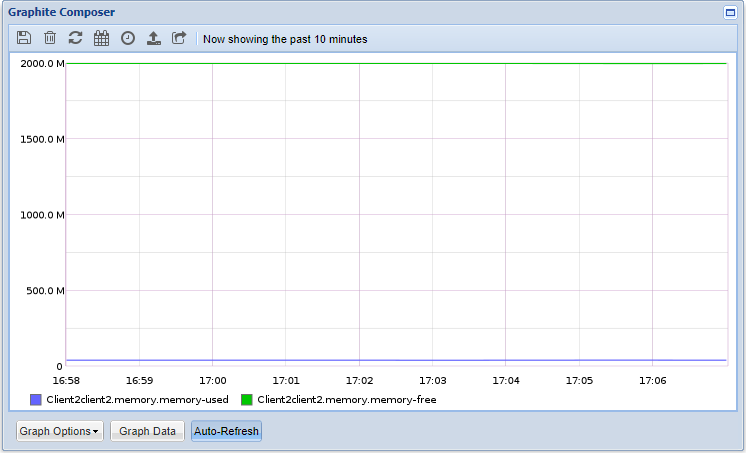 Graphite Composer
Now showing the past 10 minutes
2000.0 M
1500.0 M
1000.0 M
500.0 M
0
16:58 16:59 17:00 17:01 17:02 17:03 17:04 17:05 17:06
Client2client2.memory.memory-used Client2client2.memory.memory-free
Graph Options Graph Data Auto-Refresh